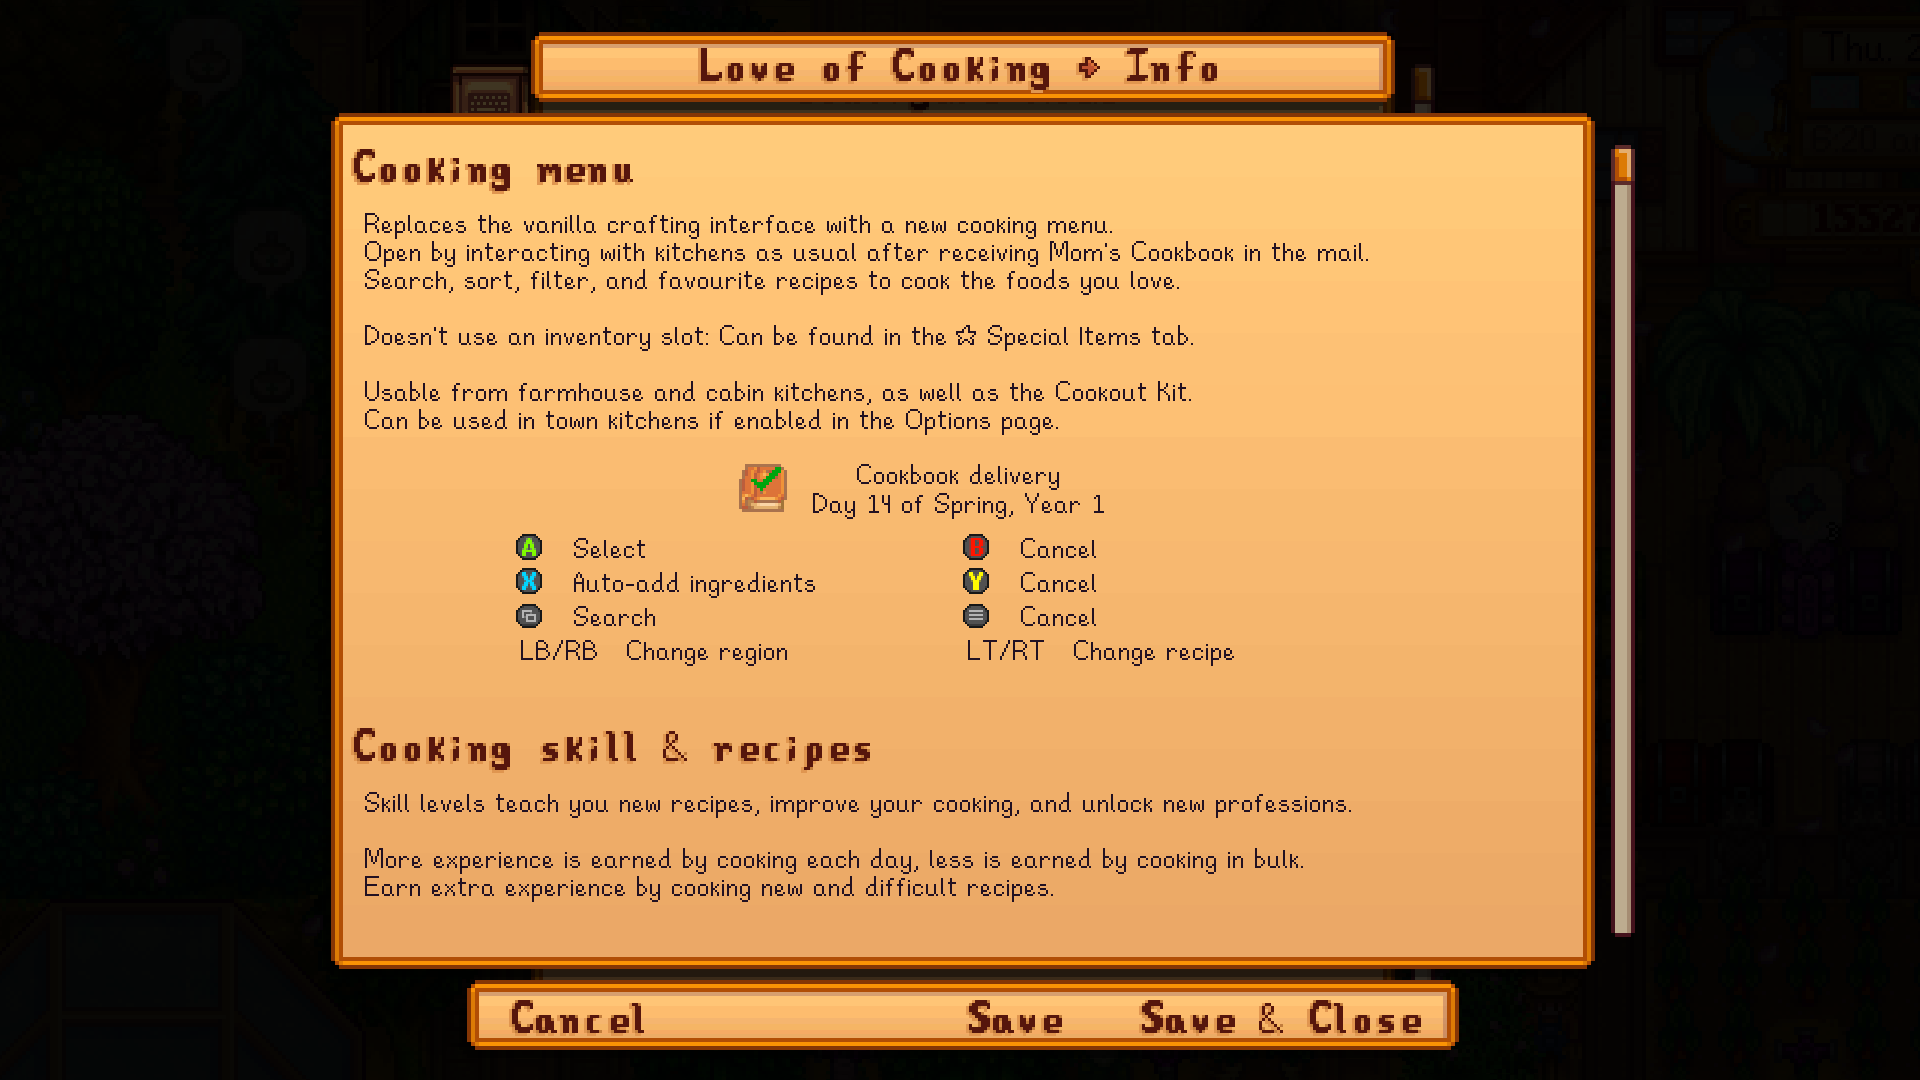 Love of Cooking → Info
Thu. 2
6:20 a
1552
Cooking menu
Replaces the vanilla crafting interface with a new cooking menu.
Open by interacting with kitchens as usual after receiving Mom's Cookbook in the mail.
Search, sort, filter, and favourite recipes to cook the foods you love.
Doesn't use an inventory slot: Can be found in the ☆ Special Items tab.
Usable from farmhouse and cabin kitchens, as well as the Cookout Kit.
Can be used in town kitchens if enabled in the Options page.
Cookbook delivery
Day 14 of Spring, Year 1
A Select
B Cancel
X Auto-add ingredients
Y Cancel
Search
Cancel
LB/RB Change region
LT/RT Change recipe
Cooking skill & recipes
Skill levels teach you new recipes, improve your cooking, and unlock new professions.
More experience is earned by cooking each day, less is earned by cooking in bulk.
Earn extra experience by cooking new and difficult recipes.
Cancel
Save
Save & Close